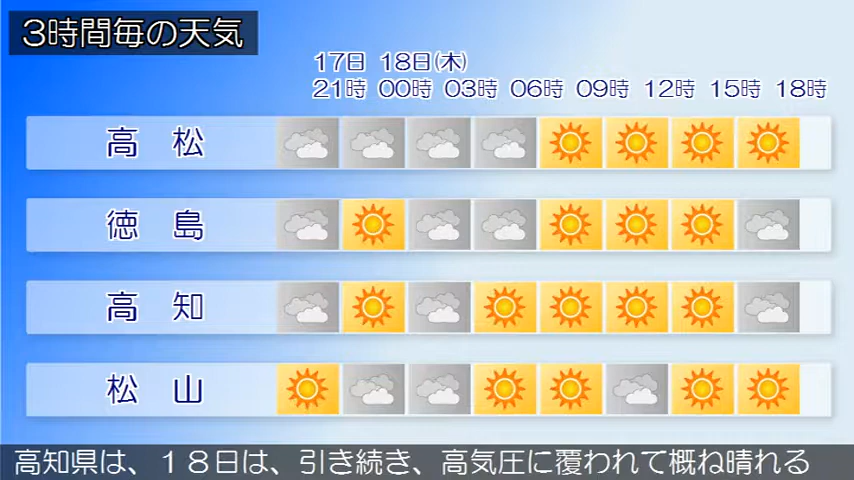 3時間毎の天気
17日 18日(木)
21時 00時 03時 06時 09時 12時 15時 18時
高松
徳島
高知
松山
高知県は、１８日は、引き続き、高気圧に覆われて概ね晴れる